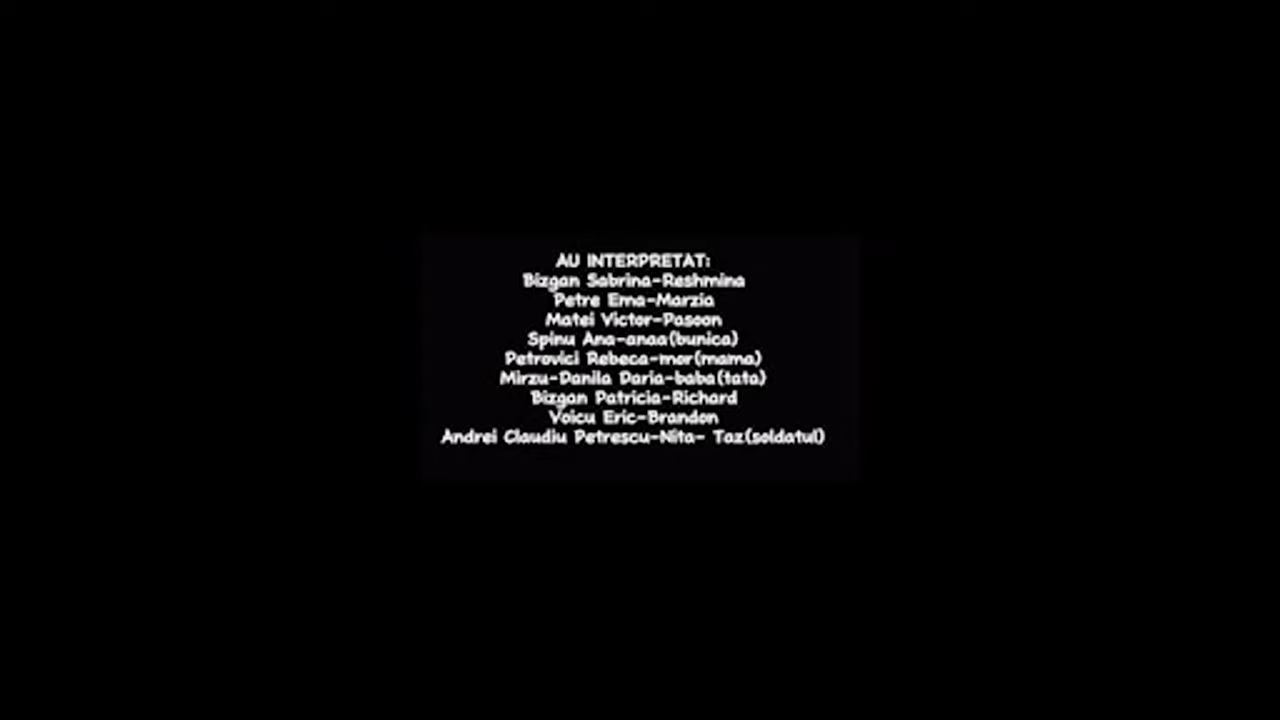 AU INTERPRETAT:
Bizgan Sabrina-Reshmina
Petre Ema-Marzia
Matei Victor-Pasoon
Spinu Ana-anaa(bunica)
Petrovici Rebeca-mor(mama)
Mirzu-Danila Daria-baba(tata)
Bizgan Patricia-Richard
Voicu Eric-Brandon
Andrei Claudiu Petrescu-Nita- Taz(soldatul)